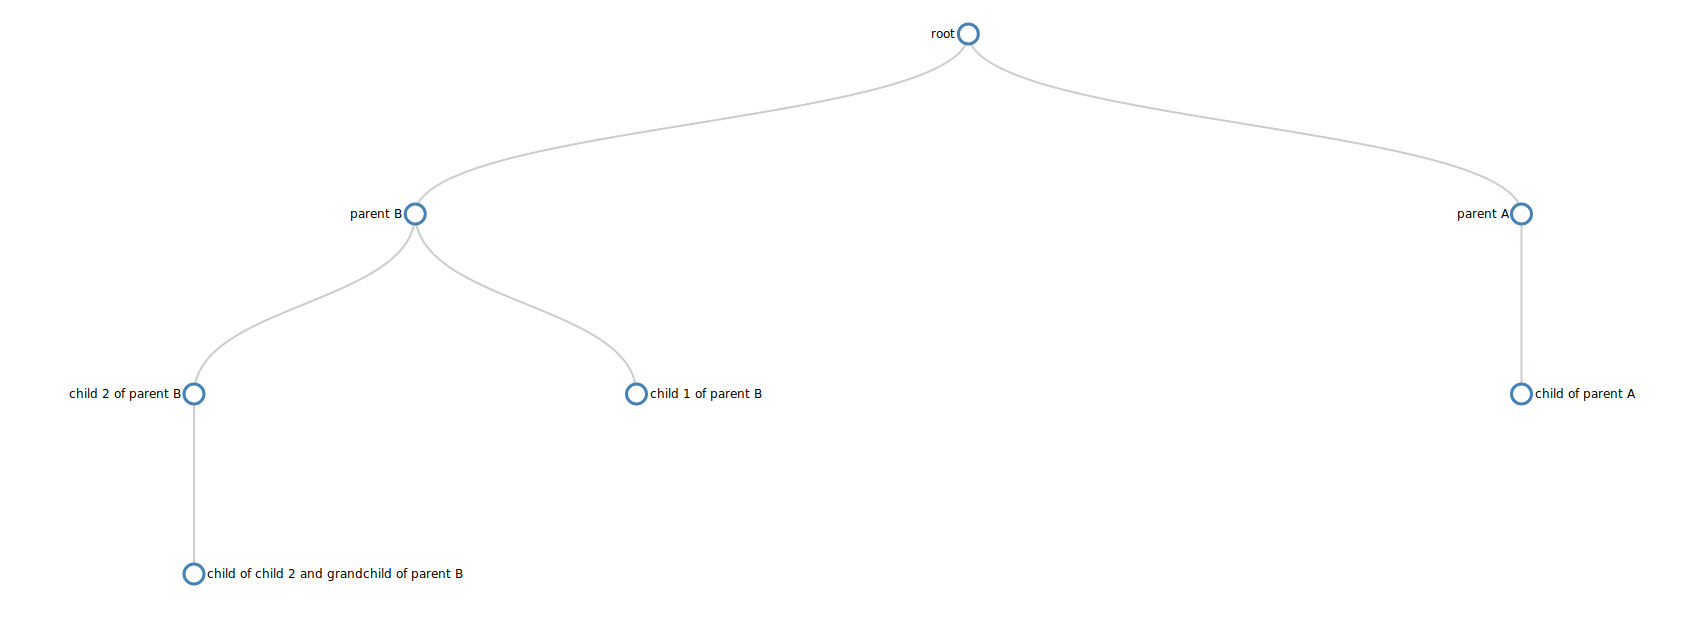 root
parent B
parent A
child 2 of parent B
child 1 of parent B
child of parent A
child of child 2 and grandchild of parent B